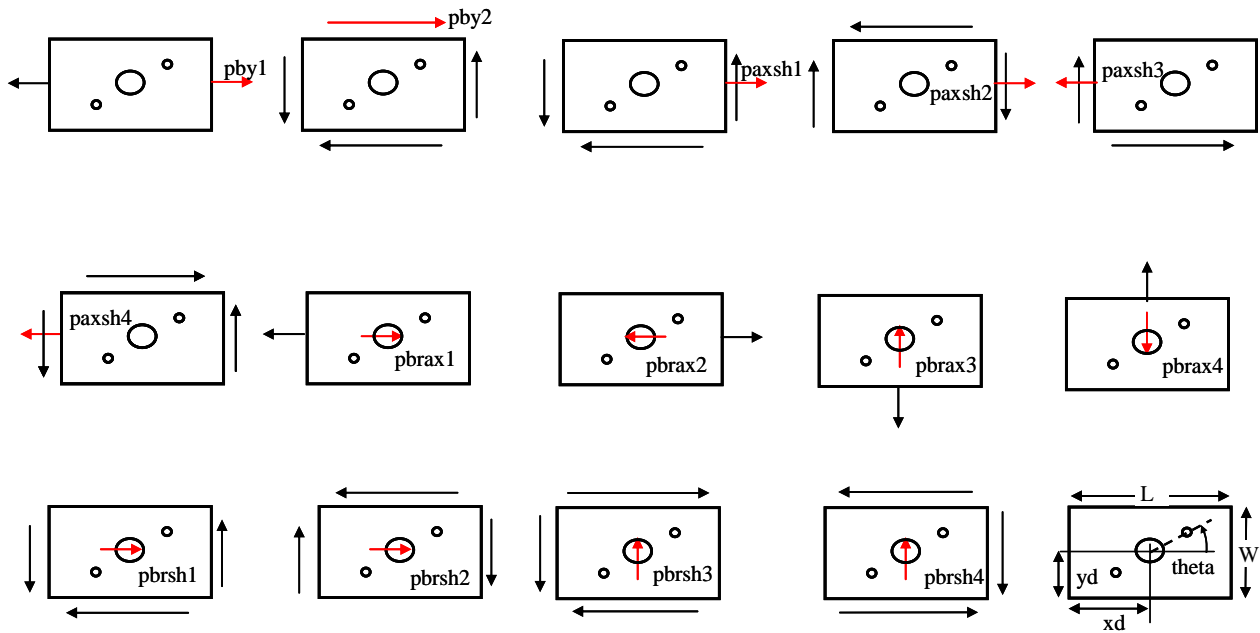 pby1
pby2
paxsh1
paxsh2
paxsh3
paxsh4
pbrax1
pbrax2
pbrax3
pbrax4
pbrsh1
pbrsh2
pbrsh3
pbrsh4
L
W
yd
theta
xd